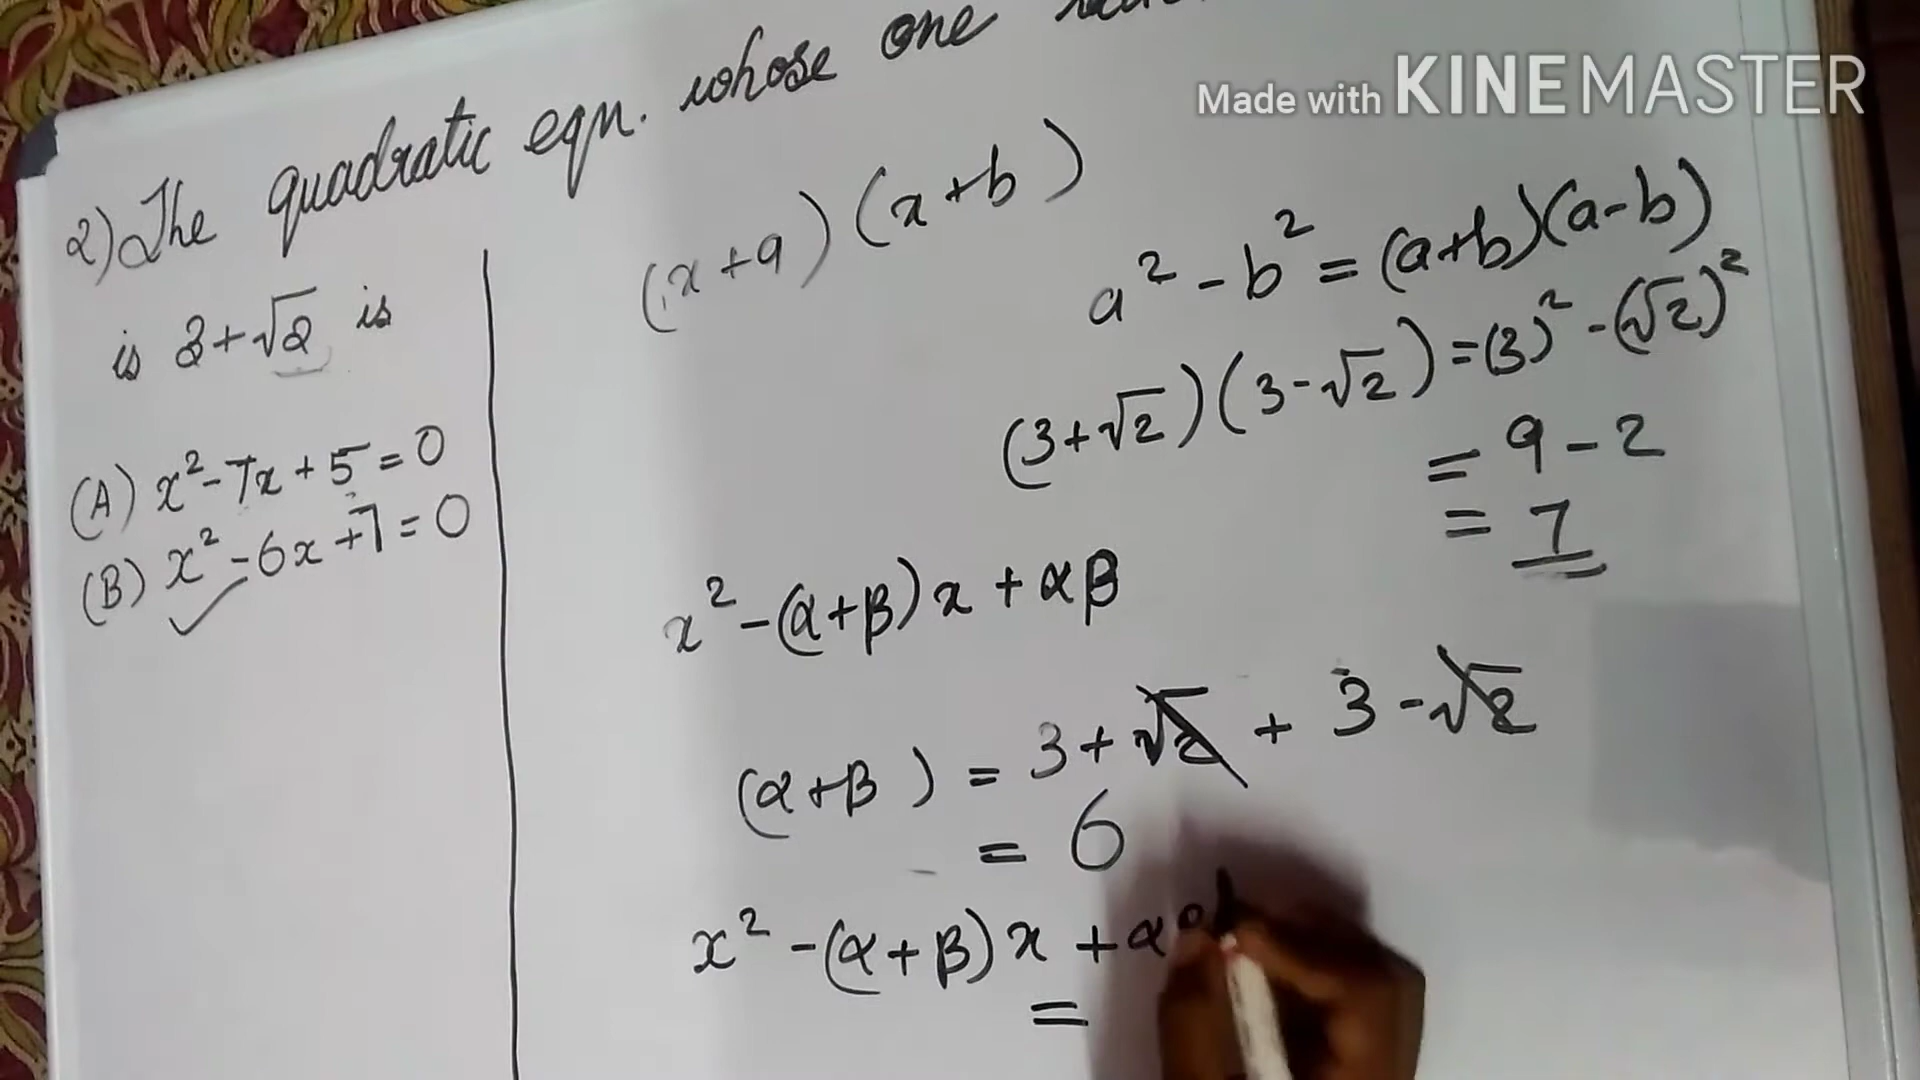 2) The quadratic eqn. whose one
is 3+√2 is
(A) x²-7x+5=0
(B) x²-6x+7=0
Made with KINEMASTER
(x+a)(x+b)
a²-b²=(a+b)(a-b)
(3+√2)(3-√2)=(3)²-(√2)²
= 9-2
= 7
x²-(α+β)x+αβ
(α+β) = 3+√2 + 3-√2
= 6
x²-(α+β)x+α
=